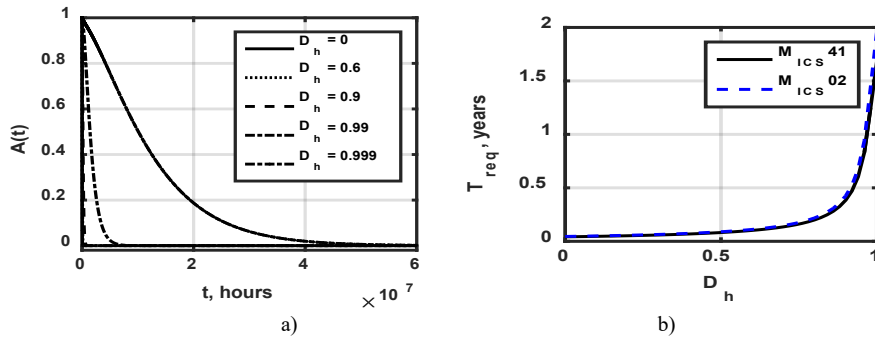 1
0.8
0.6
0.4
0.2
0
A(t)
D h = 0
D h = 0.6
D h = 0.9
D h = 0.99
D h = 0.999
0 2 4 6
t, hours × 10 7
a)
2
1.5
1
0.5
0
T req , years
M ICS 41
M ICS 02
0 0.5 1
D h
b)